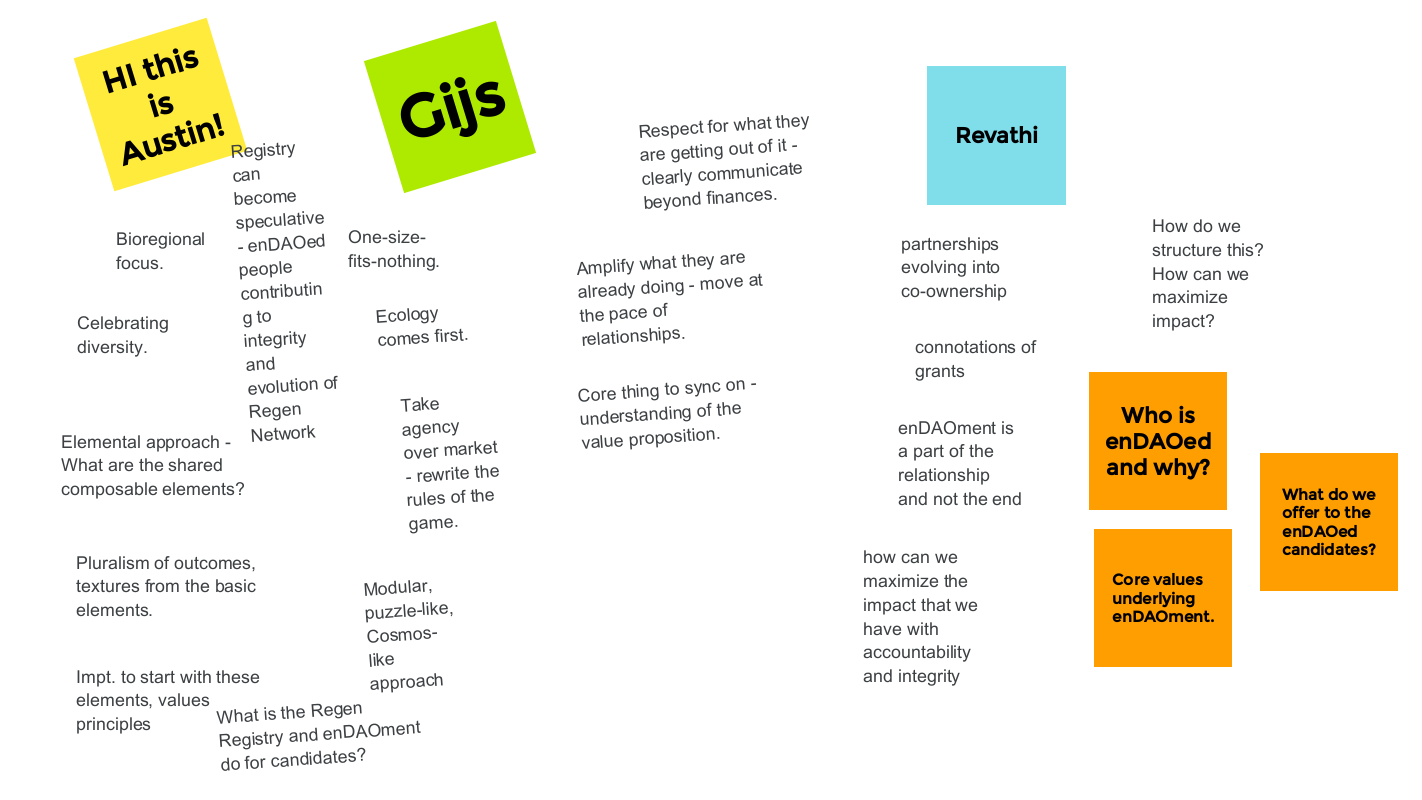 HI this
is
Austin!
Bioregional
focus.
Celebrating
diversity.
Elemental approach -
What are the shared
composable elements?
Pluralism of outcomes,
textures from the basic
elements.
Impt. to start with these
elements, values
principles
Registry
can
become
speculative
- enDAOed
people
contributin
g to
integrity
and
evolution of
Regen
Network
Gijs
One-size-
fits-nothing.
Ecology
comes first.
Take
agency
over market
- rewrite the
rules of the
game.
Modular,
puzzle-like,
Cosmos-
like
approach
What is the Regen
Registry and enDAOment
do for candidates?
Respect for what they
are getting out of it -
clearly communicate
beyond finances.
Amplify what they are
already doing - move at
the pace of
relationships.
Core thing to sync on -
understanding of the
value proposition.
Revathi
partnerships
evolving into
co-ownership
connotations of
grants
enDAOment is
a part of the
relationship
and not the end
how can we
maximize the
impact that we
have with
accountability
and integrity
How do we
structure this?
How can we
maximize
impact?
Who is
enDAOed
and why?
What do we
offer to the
enDAOed
candidates?
Core values
underlying
enDAOment.